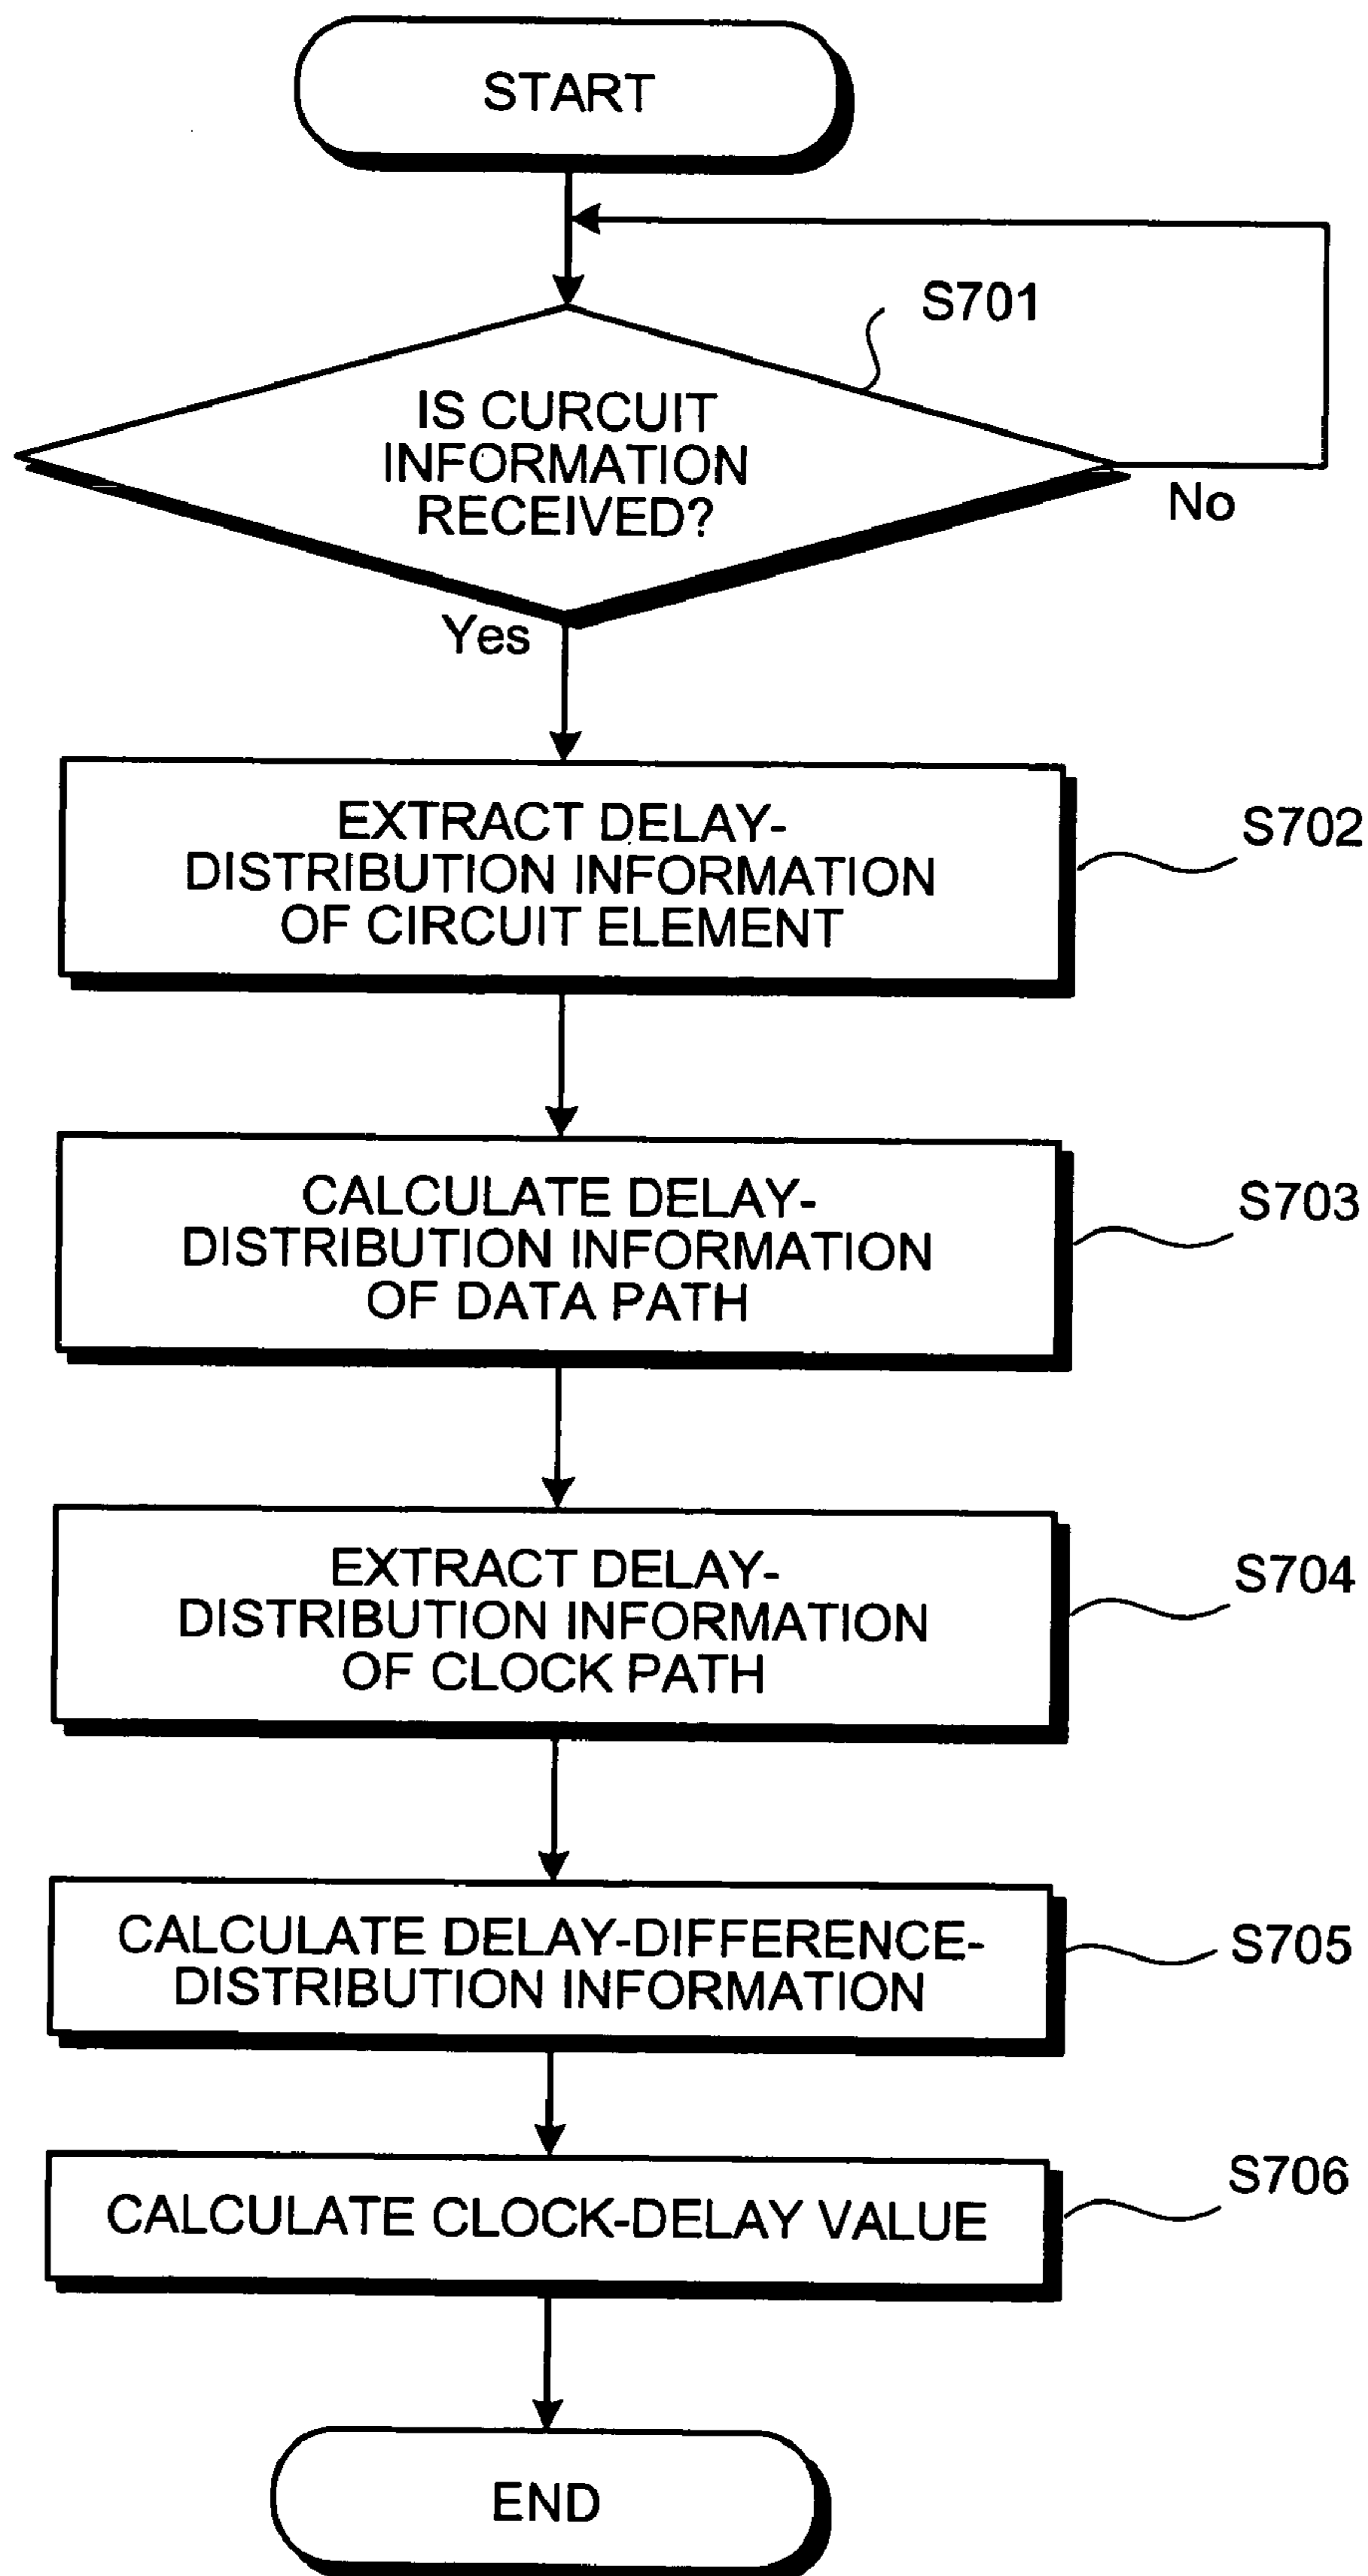 START
S701
IS CURCUIT
INFORMATION
RECEIVED?
No
Yes
EXTRACT DELAY-
DISTRIBUTION INFORMATION
OF CIRCUIT ELEMENT
S702
CALCULATE DELAY-
DISTRIBUTION INFORMATION
OF DATA PATH
S703
EXTRACT DELAY-
DISTRIBUTION INFORMATION
OF CLOCK PATH
S704
CALCULATE DELAY-DIFFERENCE-
DISTRIBUTION INFORMATION
S705
CALCULATE CLOCK-DELAY VALUE
S706
END